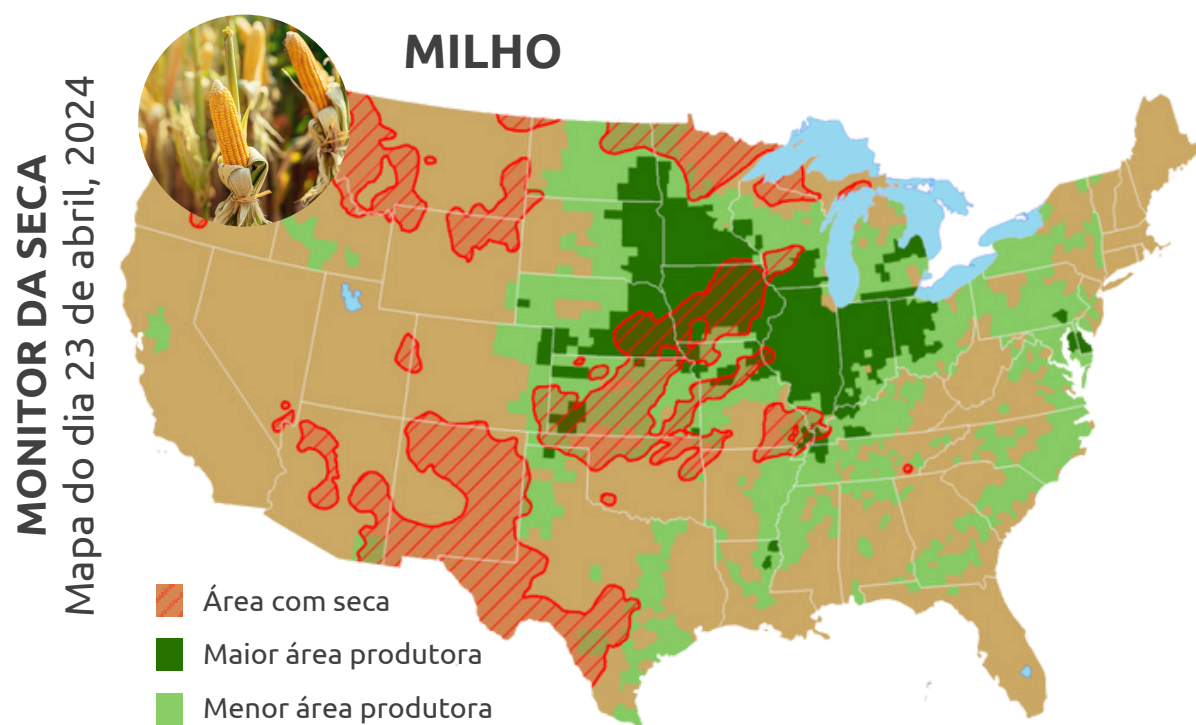 MILHO
MONITOR DA SECA
Mapa do dia 23 de abril, 2024
Área com seca
Maior área produtora
Menor área produtora